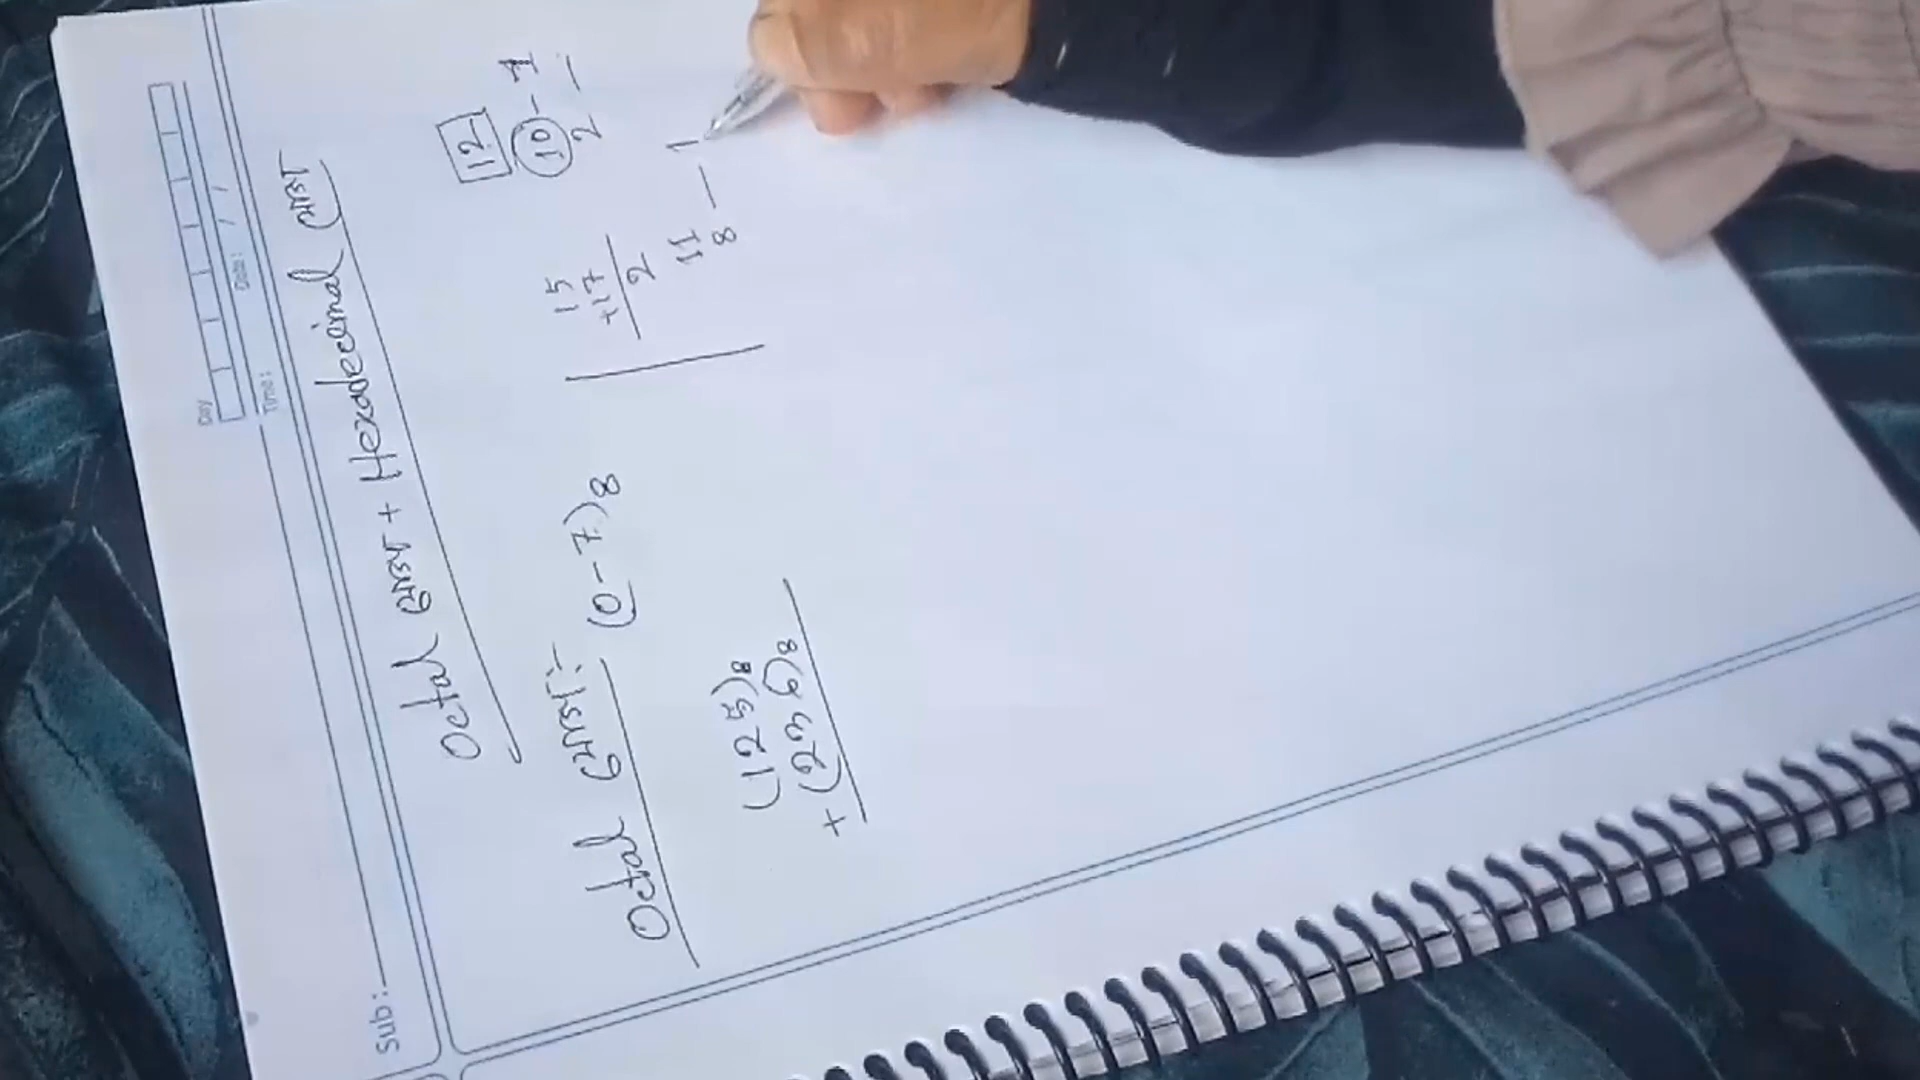 Day
Time: Date: / /
Sub:
Octal যোগ + Hexadecimal যোগ
Octal যোগ:- (0-7)8
(125)8
+ (236)8
15
+17
2
12
10 - 1
2
11
8 - 1